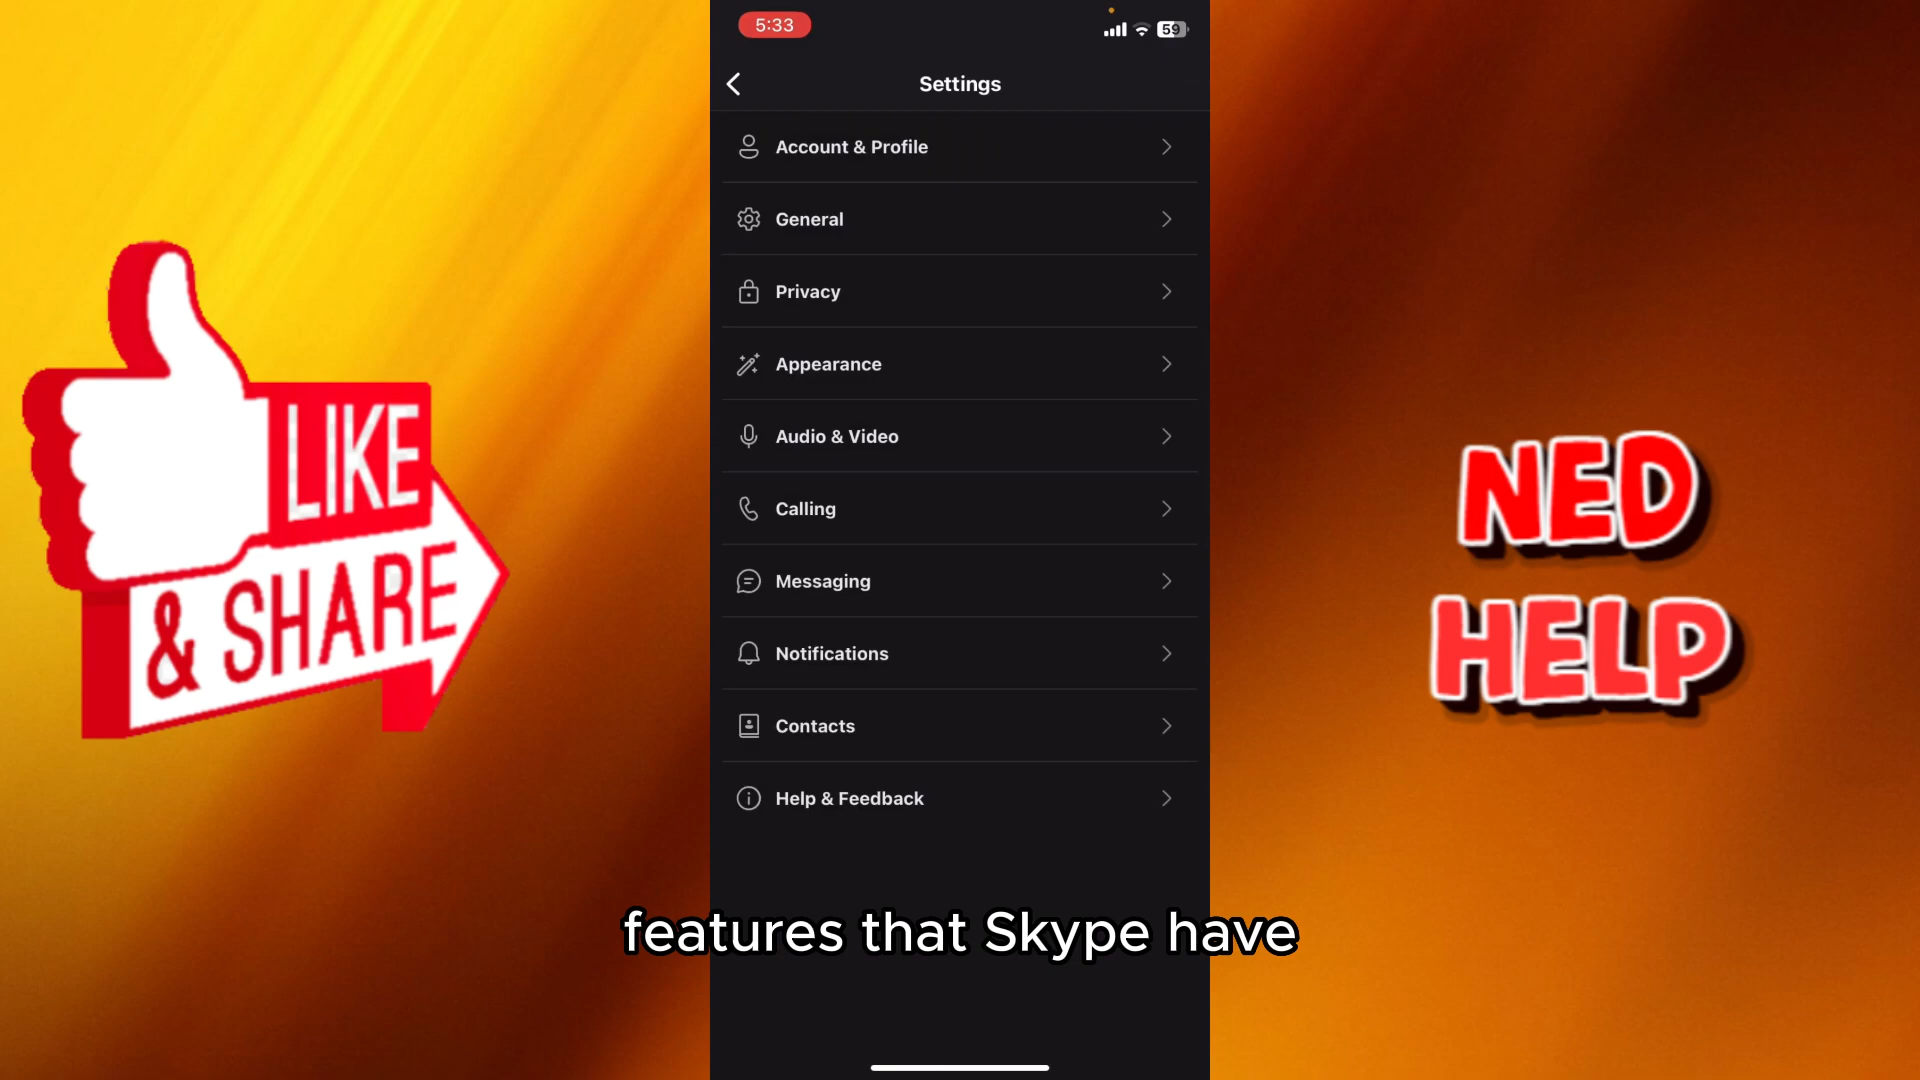 5:33
59
Settings
Account & Profile
General
Privacy
Appearance
Audio & Video
Calling
Messaging
Notifications
Contacts
Help & Feedback
features that Skype have
LIKE
& SHARE
NED
HELP